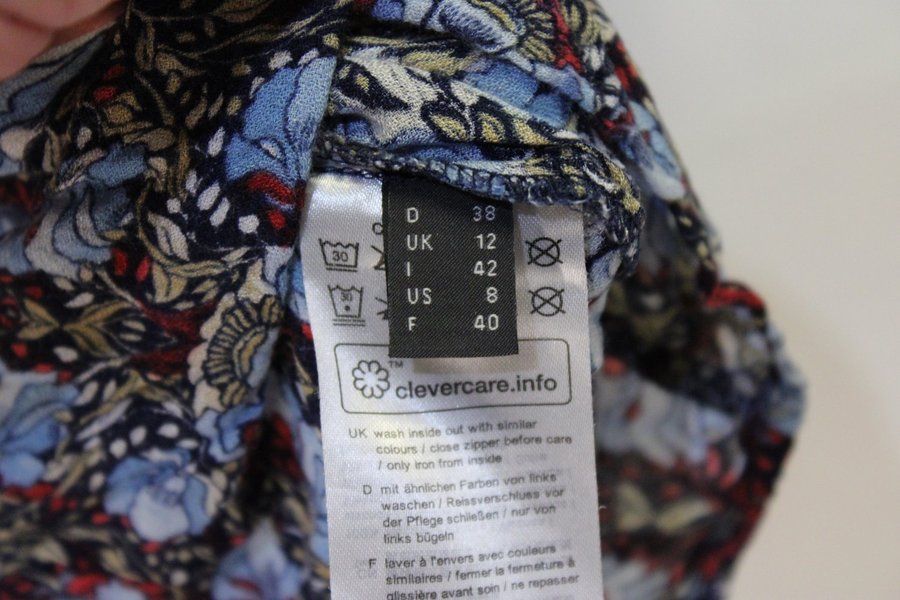 D 38
UK 12
I 42
US 8
F 40
30
30
™
clevercare.info
UK wash inside out with similar
colours / close zipper before care
/ only iron from inside
D mit ähnlichen Farben von links
waschen / Reissverschluss vor
der Pflege schließen / nur von
links bügeln
F laver à l'envers avec couleurs
similaires / fermer la fermeture à
glissière avant soin / ne repasser